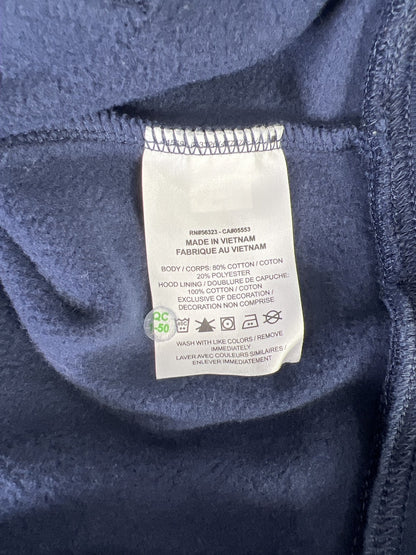 RN#56323 - CA#05553
MADE IN VIETNAM
FABRIQUE AU VIETNAM
BODY / CORPS: 80% COTTON / COTON
20% POLYESTER
HOOD LINING / DOUBLURE DE CAPUCHE:
100% COTTON / COTON
EXCLUSIVE OF DECORATION /
DECORATION NON COMPRISE
QC
-50
WASH WITH LIKE COLORS / REMOVE
IMMEDIATELY
LAVER AVEC COULEURS SIMILAIRES /
ENLEVER IMMEDIATEMENT